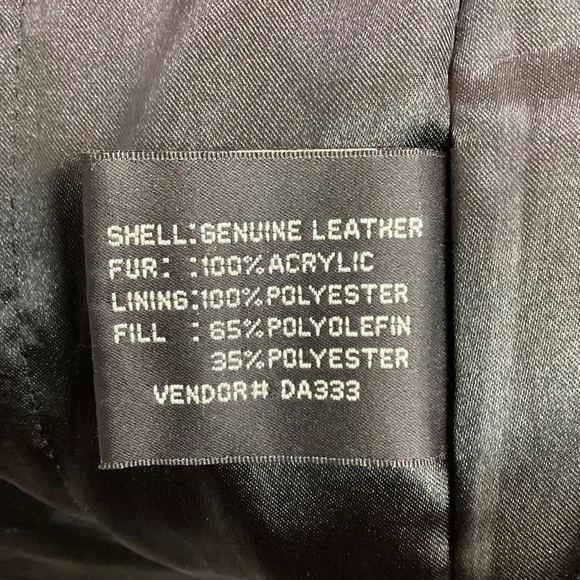 SHELL:GENUINE LEATHER
FUR: :100% ACRYLIC
LINING:100% POLYESTER
FILL :65% POLYOLEFIN
35% POLYESTER
VENDOR# DA333